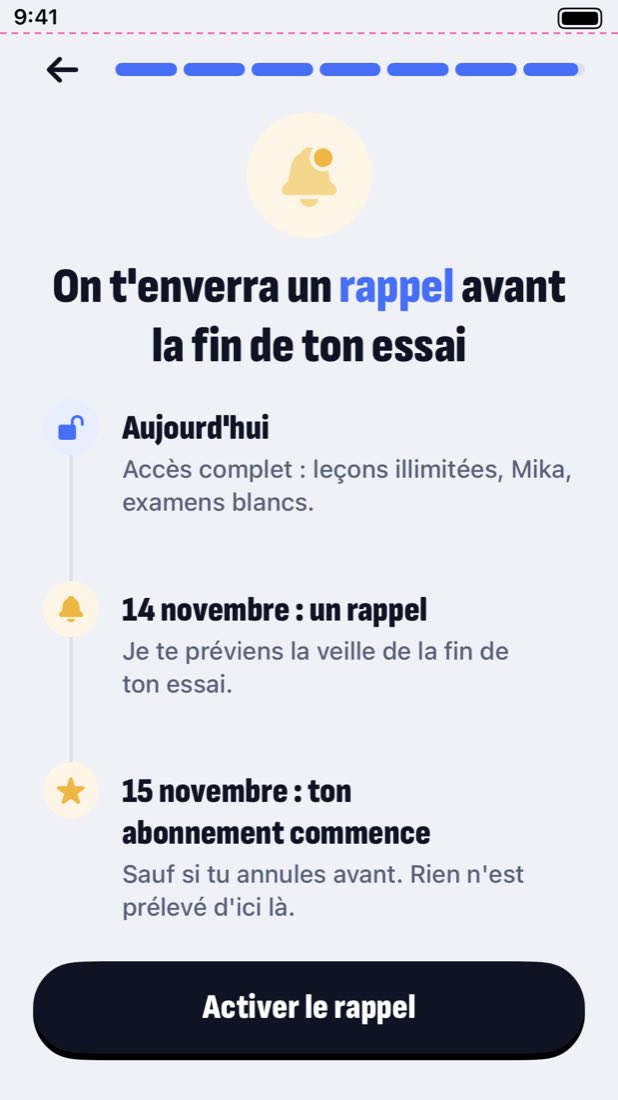 9:41
On t'enverra un rappel avant
la fin de ton essai
Aujourd'hui
Accès complet : leçons illimitées, Mika,
examens blancs.
14 novembre : un rappel
Je te préviens la veille de la fin de
ton essai.
15 novembre : ton
abonnement commence
Sauf si tu annules avant. Rien n'est
prélevé d'ici là.
Activer le rappel